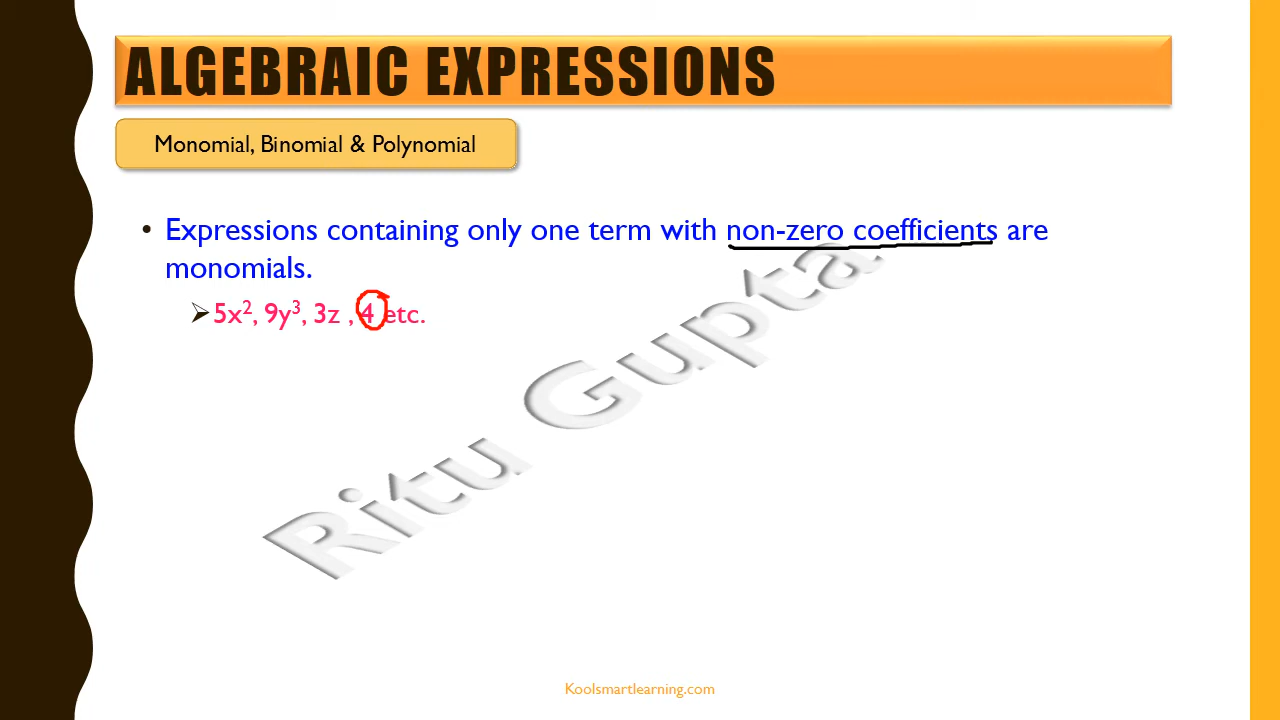 ALGEBRAIC EXPRESSIONS
Monomial, Binomial & Polynomial
• Expressions containing only one term with non-zero coefficients are
monomials.
➢5x², 9y³, 3z , 4 etc.
Ritu Gupta
Koolsmartlearning.com